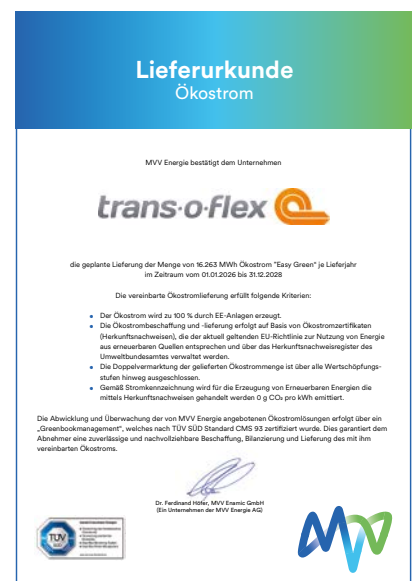 Lieferurkunde
Ökostrom
MVV Energie bestätigt dem Unternehmen
trans-o-flex
die geplante Lieferung der Menge von 16.263 MWh Ökostrom "Easy Green" je Lieferjahr
im Zeitraum vom 01.01.2026 bis 31.12.2028
Die vereinbarte Ökostromlieferung erfüllt folgende Kriterien:
• Der Ökostrom wird zu 100 % durch EE-Anlagen erzeugt.
• Die Ökostrombeschaffung und -lieferung erfolgt auf Basis von Ökostromzertifikaten
(Herkunftsnachweisen), die der aktuell geltenden EU-Richtlinie zur Nutzung von Energie
aus erneuerbaren Quellen entsprechen und über das Herkunftsnachweisregister des
Umweltbundesamtes verwaltet werden.
• Die Doppelvermarktung der gelieferten Ökostrommenge ist über alle Wertschöpfungs-
stufen hinweg ausgeschlossen.
• Gemäß Stromkennzeichnung wird für die Erzeugung von Erneuerbaren Energien die
mittels Herkunftsnachweisen gehandelt werden 0 g CO₂ pro kWh emittiert.
Die Abwicklung und Überwachung der von MVV Energie angebotenen Ökostromlösungen erfolgt über ein
„Greenbookmanagement“, welches nach TÜV SÜD Standard CMS 93 zertifiziert wurde. Dies garantiert dem
Abnehmer eine zuverlässige und nachvollziehbare Beschaffung, Bilanzierung und Lieferung des mit ihm
vereinbarten Ökostroms.
Dr. Ferdinand Höfer, MVV Enamic GmbH
(Ein Unternehmen der MVV Energie AG)
TÜV
MVV